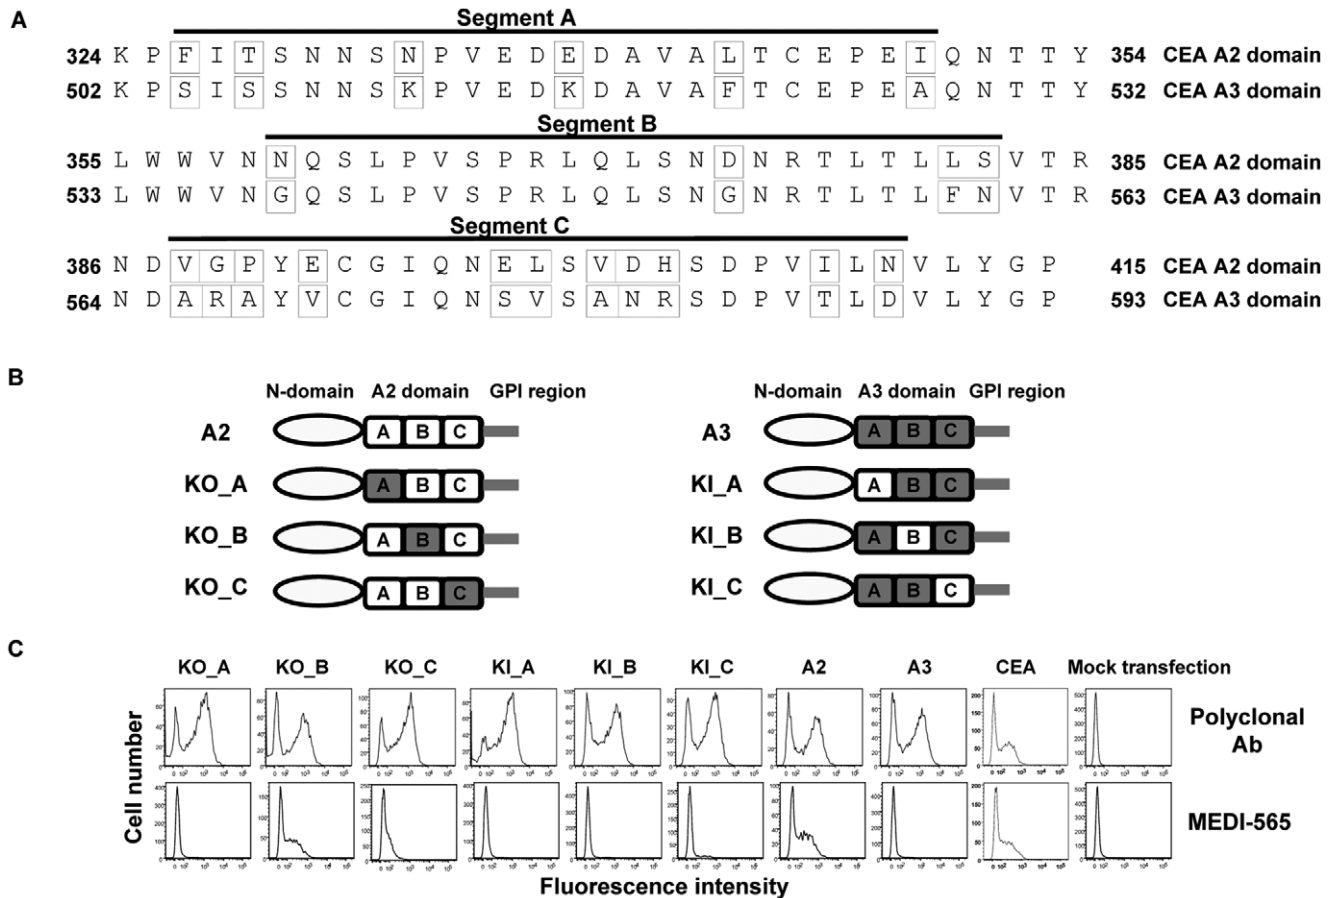 A
Segment A
324 K P F I T S N N S N P V E D E D A V A L T C E P E I Q N T T Y 354 CEA A2 domain
502 K P S I S S N N S K P V E D K D A V A F T C E P E A Q N T T Y 532 CEA A3 domain
Segment B
355 L W W V N N Q S L P V S P R L Q L S N D N R T L T L L S V T R 385 CEA A2 domain
533 L W W V N G Q S L P V S P R L Q L S N G N R T L T L F N V T R 563 CEA A3 domain
Segment C
386 N D V G P Y E C G I Q N E L S V D H S D P V I L N V L Y G P 415 CEA A2 domain
564 N D A R A Y V C G I Q N S V S A N R S D P V T L D V L Y G P 593 CEA A3 domain
B
N-domain A2 domain GPI region N-domain A3 domain GPI region
A2 A B C A3 A B C
KO_A A B C KI_A A B C
KO_B A B C KI_B A B C
KO_C A B C KI_C A B C
C
KO_A KO_B KO_C KI_A KI_B KI_C A2 A3 CEA Mock transfection
Polyclonal
Ab
MEDI-565
Cell number
Fluorescence intensity